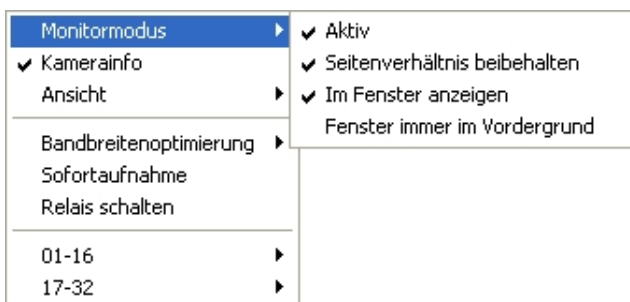 Monitormodus
Kamerainfo
Ansicht
Bandbreitenoptimierung
Sofortaufnahme
Relais schalten
01-16
17-32
Aktiv
Seitenverhältnis beibehalten
Im Fenster anzeigen
Fenster immer im Vordergrund